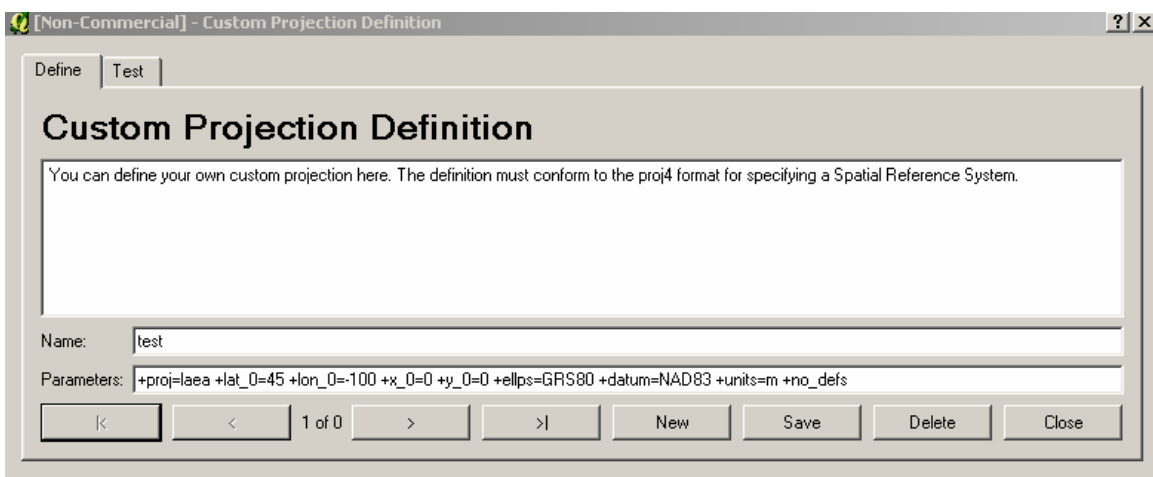 [Non-Commercial] - Custom Projection Definition
Define Test
Custom Projection Definition
You can define your own custom projection here. The definition must conform to the proj4 format for specifying a Spatial Reference System.
Name: test
Parameters: +proj=laea +lat_0=45 +lon_0=-100 +x_0=0 +y_0=0 +ellps=GRS80 +datum=NAD83 +units=m +no_defs
|< < 1 of 0 > >| New Save Delete Close